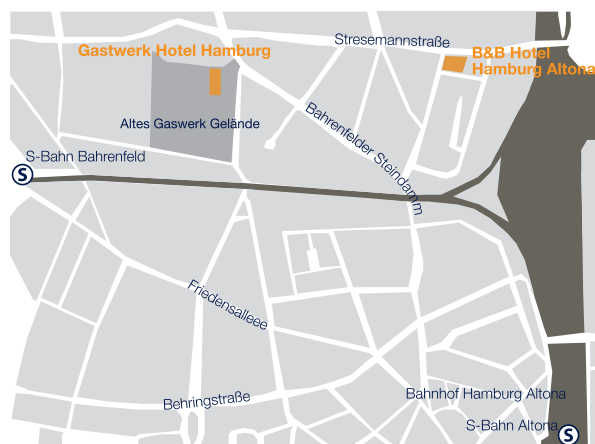 Stresemannstraße
Gastwerk Hotel Hamburg
B&B Hotel
Hamburg Altona
Altes Gaswerk Gelände
Bahrenfelder Steindamm
S-Bahn Bahrenfeld
S
Friedensalleee
Behringstraße
Bahnhof Hamburg Altona
S-Bahn Altona
S